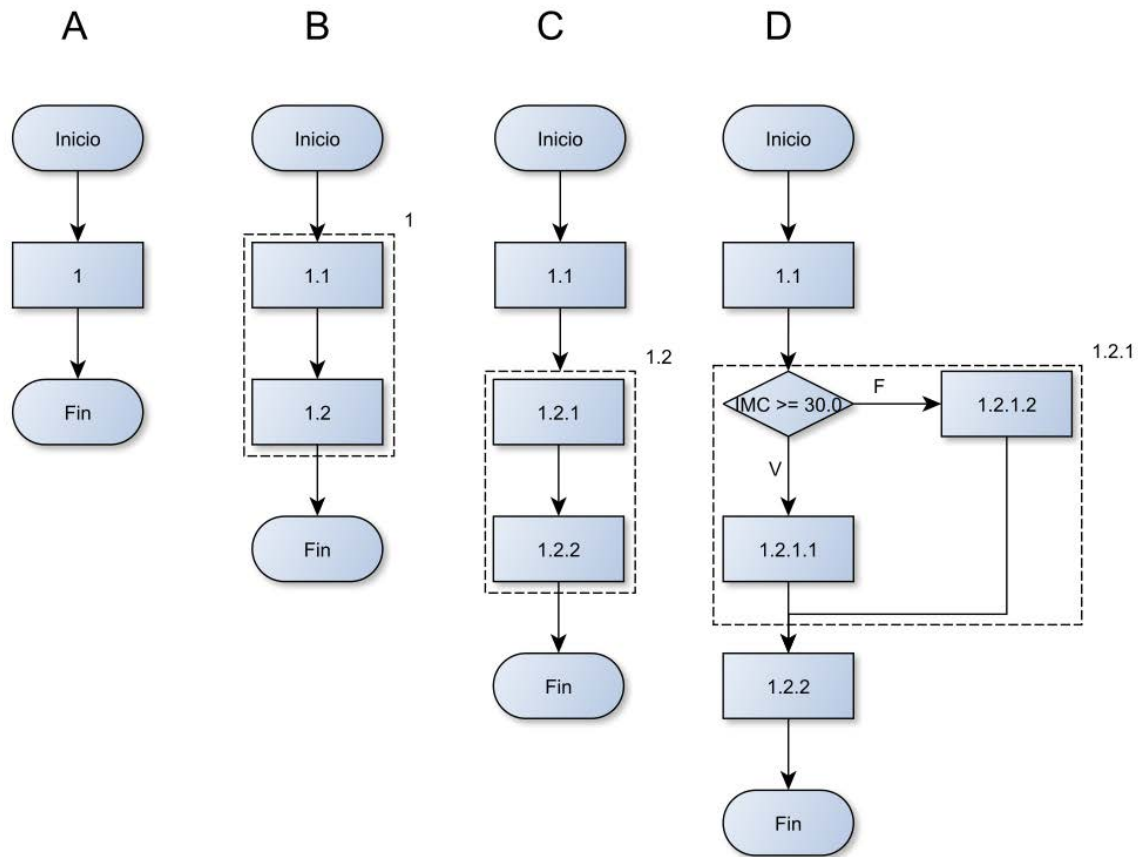 A
B
C
D
Inicio
1
Fin
Inicio
1
1.1
1.2
Fin
Inicio
1.1
1.2
1.2.1
1.2.2
Fin
Inicio
1.1
1.2.1
IMC >= 30.0
F
1.2.1.2
V
1.2.1.1
1.2.2
Fin